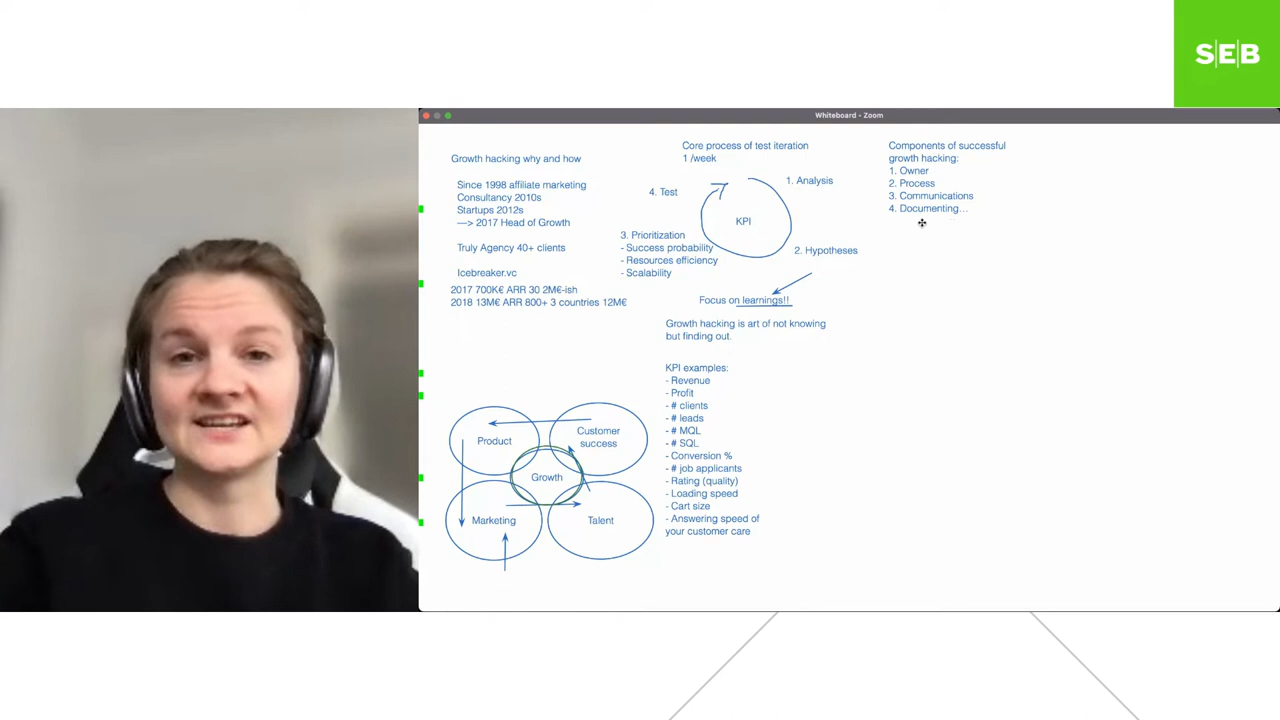 S|E|B
Whiteboard - Zoom
Growth hacking why and how
Since 1998 affiliate marketing
Consultancy 2010s
Startups 2012s
—> 2017 Head of Growth
Truly Agency 40+ clients
Icebreaker.vc
2017 700K€ ARR 30 2M€-ish
2018 13M€ ARR 800+ 3 countries 12M€
Product
Customer
success
Growth
Marketing
Talent
Core process of test iteration
1 /week
1. Analysis
4. Test
KPI
3. Prioritization
- Success probability
- Resources efficiency
- Scalability
2. Hypotheses
Focus on learnings!!
Growth hacking is art of not knowing
but finding out.
KPI examples:
- Revenue
- Profit
- # clients
- # leads
- # MQL
- # SQL
- Conversion %
- # job applicants
- Rating (quality)
- Loading speed
- Cart size
- Answering speed of
your customer care
Components of successful
growth hacking:
1. Owner
2. Process
3. Communications
4. Documenting...